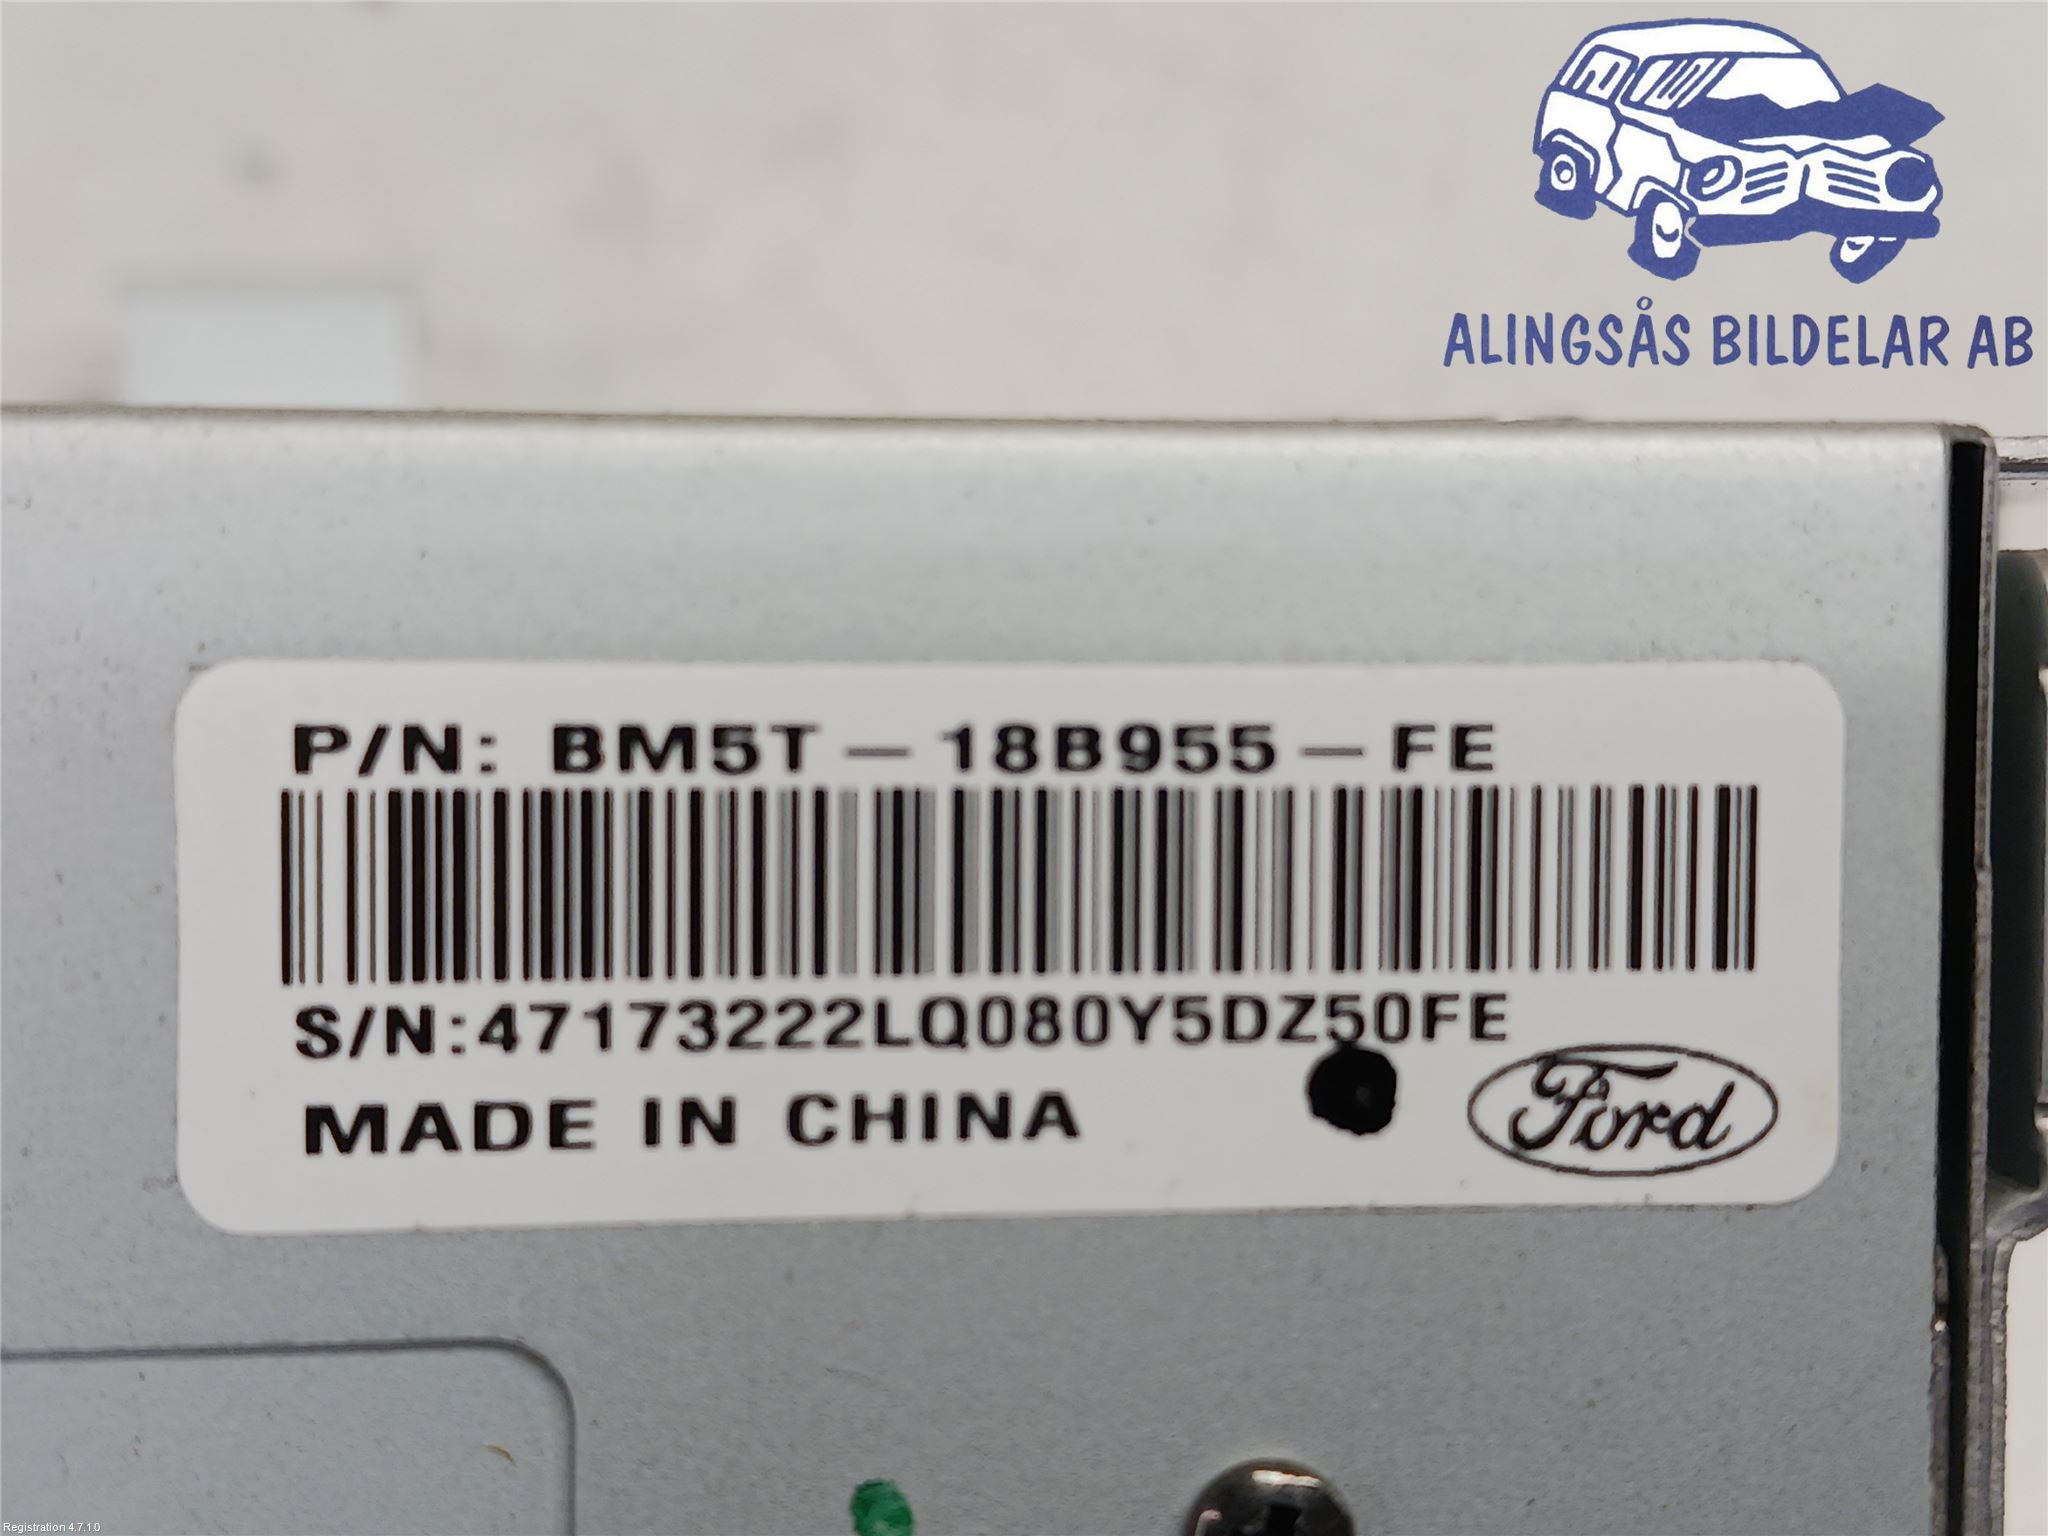 ALINGSÅS BILDELAR AB
P/N: BM5T-18B955-FE
S/N:47173222LQ080Y5DZ50FE
MADE IN CHINA
Ford
Registration 4.7.1.0